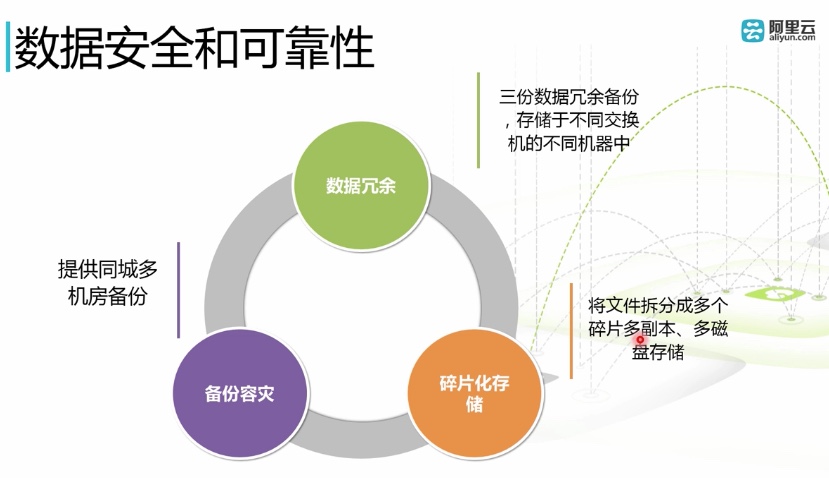 数据安全和可靠性
阿里云
aliyun.com
三份数据冗余备份
，存储于不同交换
机的不同机器中
数据冗余
提供同城多
机房备份
将文件拆分成多个
碎片多副本、多磁
盘存储
备份容灾
碎片化存
储